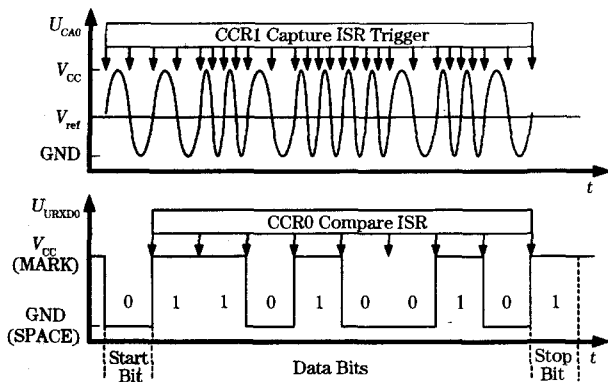 U_CA0
CCR1 Capture ISR Trigger
V_CC
V_ref
GND
t
U_URXD0
CCR0 Compare ISR
V_CC
(MARK)
0 1 1 0 1 0 0 1 0 1
GND
(SPACE)
t
Start
Bit
Data Bits
Stop
Bit